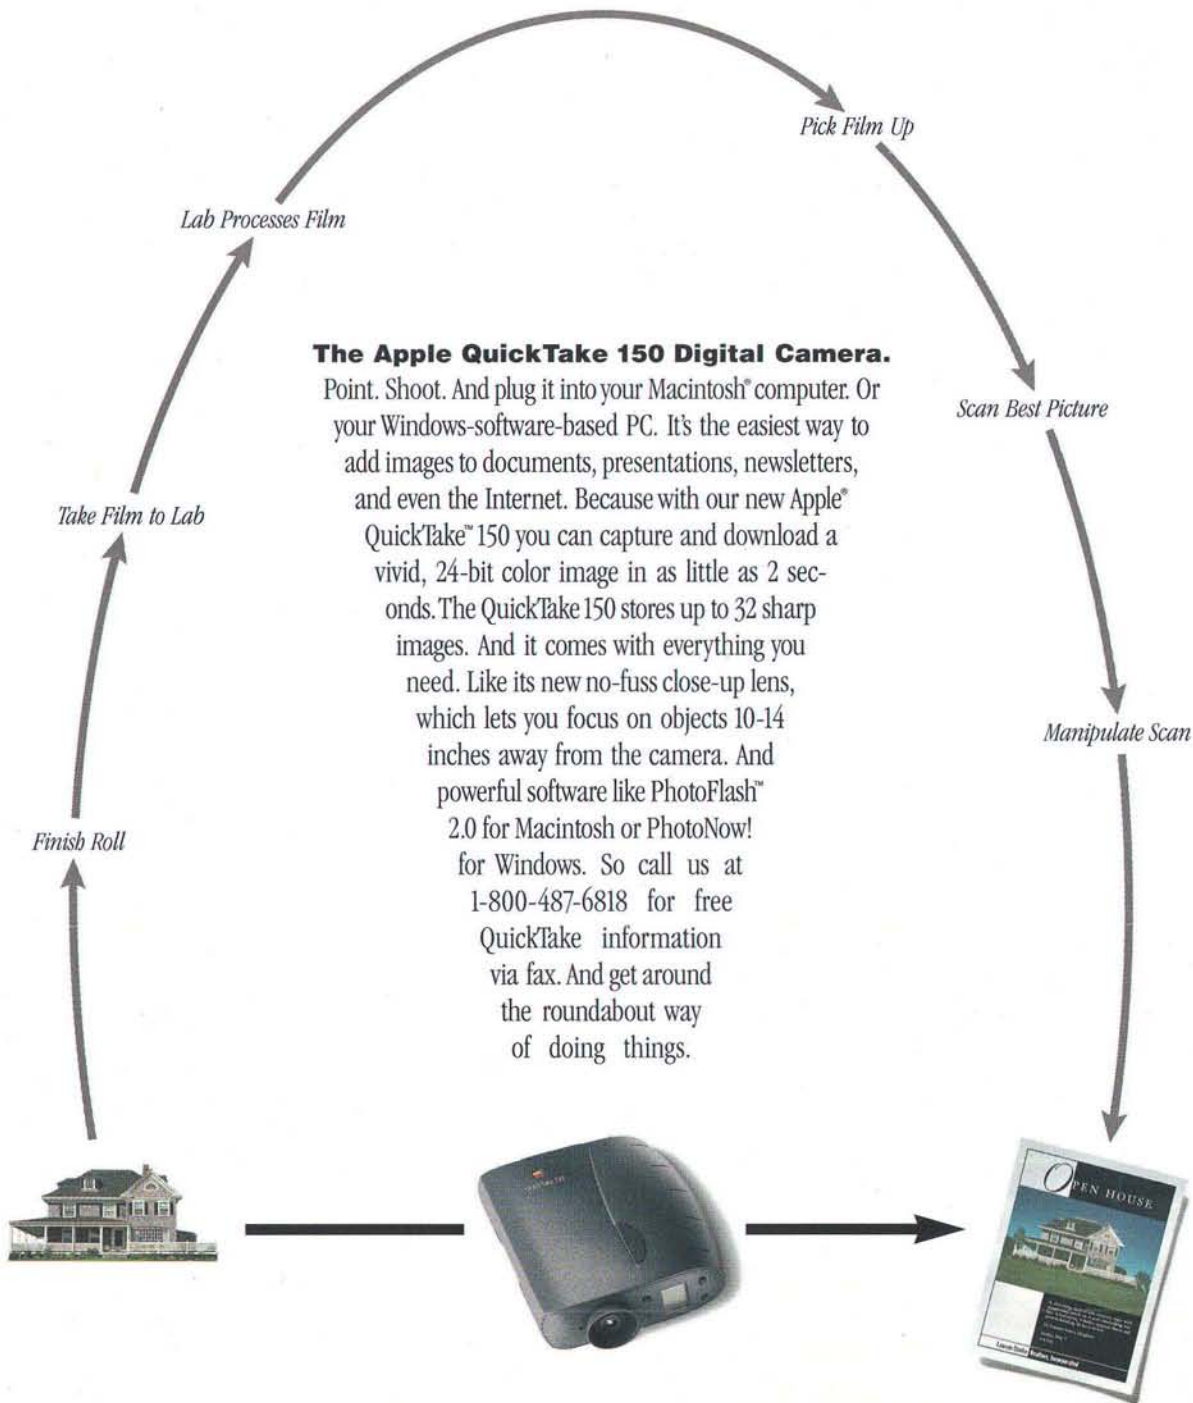 Pick Film Up
Lab Processes Film
The Apple QuickTake 150 Digital Camera.
Point. Shoot. And plug it into your Macintosh® computer. Or
your Windows-software-based PC. It's the easiest way to
add images to documents, presentations, newsletters,
and even the Internet. Because with our new Apple®
QuickTake™ 150 you can capture and download a
vivid, 24-bit color image in as little as 2 sec-
onds. The QuickTake 150 stores up to 32 sharp
images. And it comes with everything you
need. Like its new no-fuss close-up lens,
which lets you focus on objects 10-14
inches away from the camera. And
powerful software like PhotoFlash™
2.0 for Macintosh or PhotoNow!
for Windows. So call us at
1-800-487-6818 for free
QuickTake information
via fax. And get around
the roundabout way
of doing things.
Scan Best Picture
Take Film to Lab
Manipulate Scan
Finish Roll
OPEN HOUSE